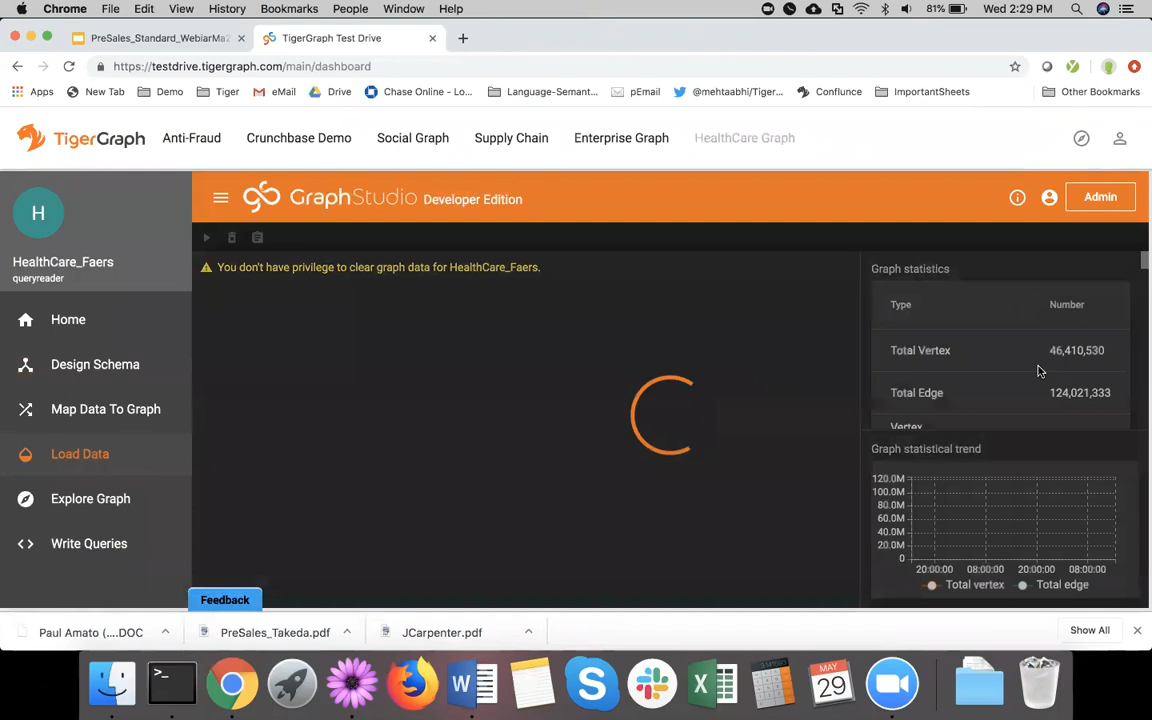 Chrome File Edit View History Bookmarks People Window Help 81% Wed 2:29 PM
PreSales_Standard_WebiarMa2 TigerGraph Test Drive
https://testdrive.tigergraph.com/main/dashboard
Apps New Tab Demo Tiger eMail Drive Chase Online - Lo... Language-Semant... pEmail @mehtaabhi/Tiger... Conflunce ImportantSheets Other Bookmarks
TigerGraph Anti-Fraud Crunchbase Demo Social Graph Supply Chain Enterprise Graph HealthCare Graph
H
HealthCare_Faers
queryreader
Home
Design Schema
Map Data To Graph
Load Data
Explore Graph
Write Queries
GraphStudio Developer Edition Admin
You don't have privilege to clear graph data for HealthCare_Faers.
Graph statistics
Type Number
Total Vertex 46,410,530
Total Edge 124,021,333
Vertex
Graph statistical trend
120.0M
100.0M
80.0M
60.0M
40.0M
20.0M
0
20:00:00 08:00:00 20:00:00 08:00:00
Total vertex Total edge
Feedback
Paul Amato (....DOC PreSales_Takeda.pdf JCarpenter.pdf Show All
MAY
29